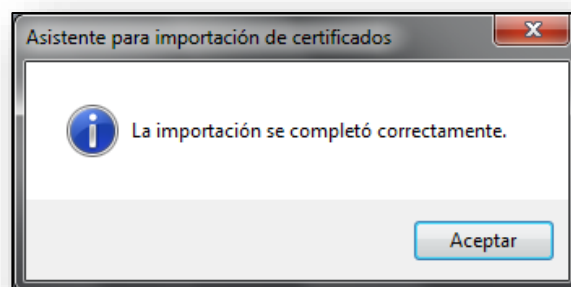 Asistente para importación de certificados
La importación se completó correctamente.
Aceptar